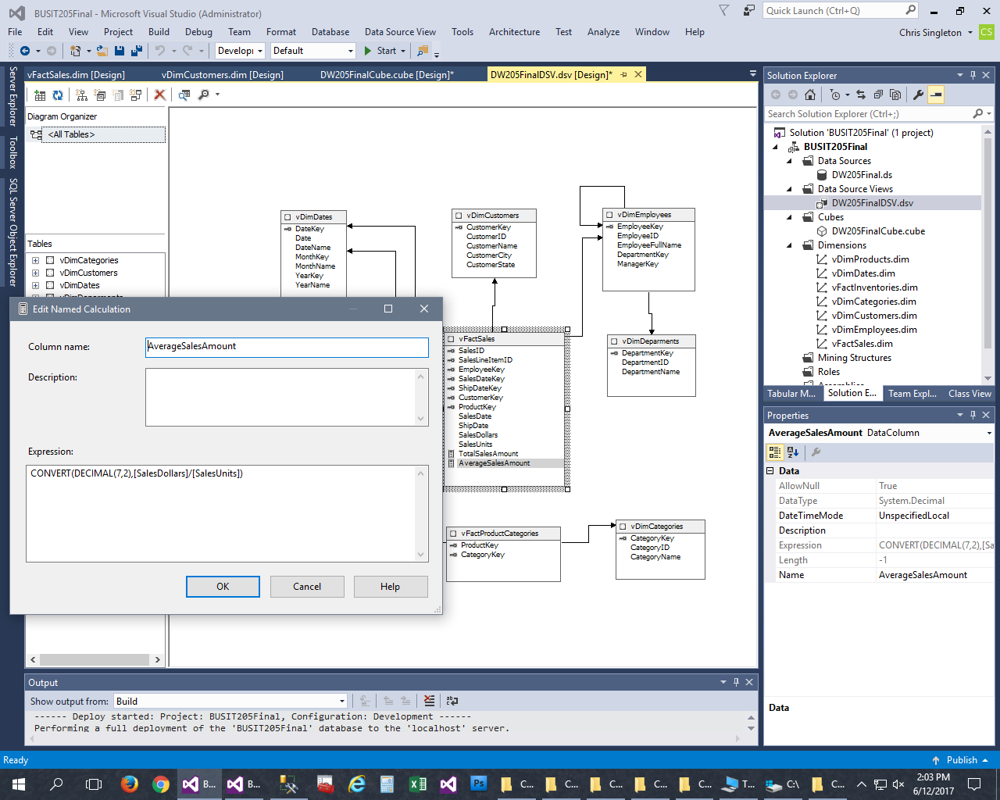 BUSIT205Final - Microsoft Visual Studio (Administrator)
Quick Launch (Ctrl+Q)
File Edit View Project Build Debug Team Format Database Data Source View Tools Architecture Test Analyze Window Help
Chris Singleton
CS
Develop
Default
Start
Server Explorer
Toolbox
SQL Server Object Explorer
vFactSales.dim [Design]
vDimCustomers.dim [Design]
DW205FinalCube.cube [Design]*
DW205FinalDSV.dsv [Design]*
Diagram Organizer
<All Tables>
Tables
vDimCategories
vDimCustomers
vDimDates
vDimDeparments
vDimDates
DateKey
Date
DateName
MonthKey
MonthName
YearKey
YearName
vDimCustomers
CustomerKey
CustomerID
CustomerName
CustomerCity
CustomerState
vDimEmployees
EmployeeKey
EmployeeID
EmployeeFullName
DepartmentKey
ManagerKey
vFactSales
SalesID
SalesLineItemID
EmployeeKey
SalesDateKey
ShipDateKey
CustomerKey
ProductKey
SalesDate
ShipDate
SalesDollars
SalesUnits
TotalSalesAmount
AverageSalesAmount
vDimDeparments
DepartmentKey
DepartmentID
DepartmentName
vFactProductCategories
ProductKey
CategoryKey
vDimCategories
CategoryKey
CategoryID
CategoryName
Edit Named Calculation
Column name:
AverageSalesAmount
Description:
Expression:
CONVERT(DECIMAL(7,2),[SalesDollars]/[SalesUnits])
OK
Cancel
Help
Solution Explorer
Search Solution Explorer (Ctrl+;)
Solution 'BUSIT205Final' (1 project)
BUSIT205Final
Data Sources
DW205Final.ds
Data Source Views
DW205FinalDSV.dsv
Cubes
DW205FinalCube.cube
Dimensions
vDimProducts.dim
vDimDates.dim
vFactInventories.dim
vDimCategories.dim
vDimCustomers.dim
vDimEmployees.dim
vFactSales.dim
Mining Structures
Roles
Assemblies
Tabular M... Solution E... Team Expl... Class View
Properties
AverageSalesAmount DataColumn
Data
AllowNull True
DataType System.Decimal
DateTimeMode UnspecifiedLocal
Description
Expression CONVERT(DECIMAL(7,2),[Sa
Length -1
Name AverageSalesAmount
Data
Output
Show output from: Build
------ Deploy started: Project: BUSIT205Final, Configuration: Development ------
Performing a full deployment of the 'BUSIT205Final' database to the 'localhost' server.
Ready
Publish
B... B... Ps C... C... C... C... C... T... C:\ C...
2:03 PM
6/12/2017